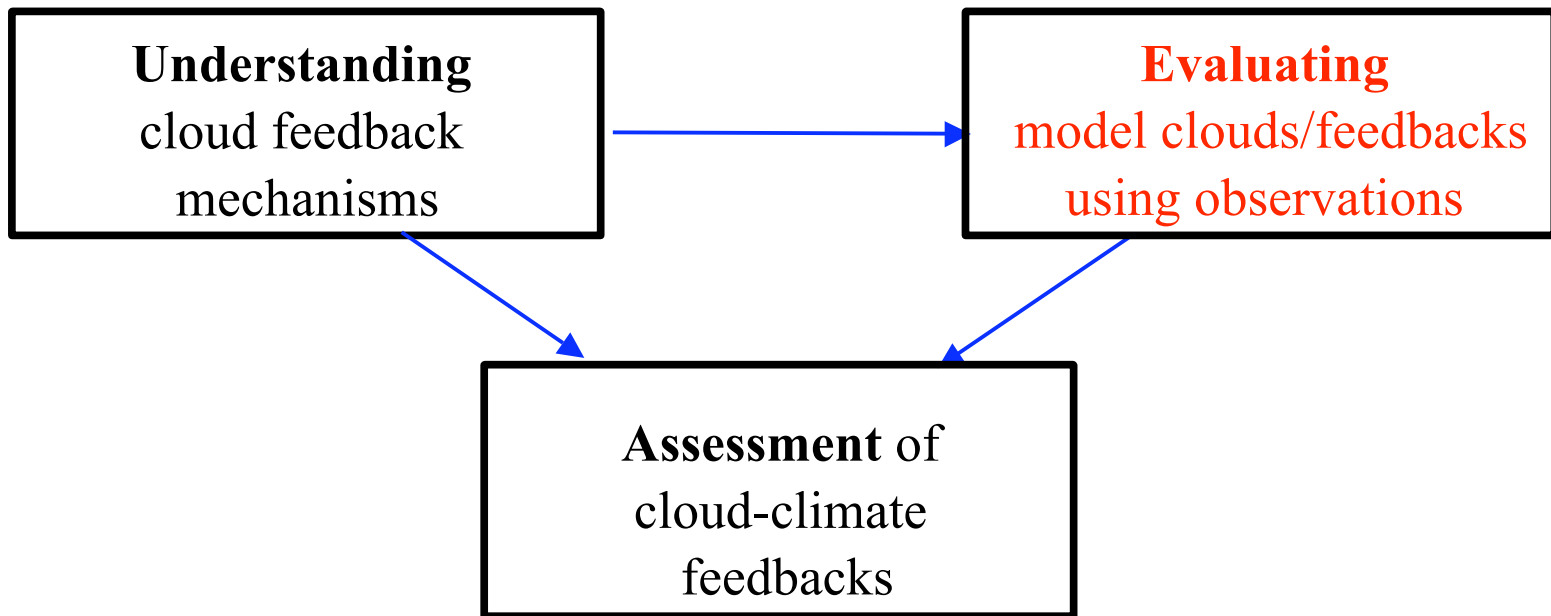 Understanding
cloud feedback
mechanisms
Evaluating
model clouds/feedbacks
using observations
Assessment of
cloud-climate
feedbacks